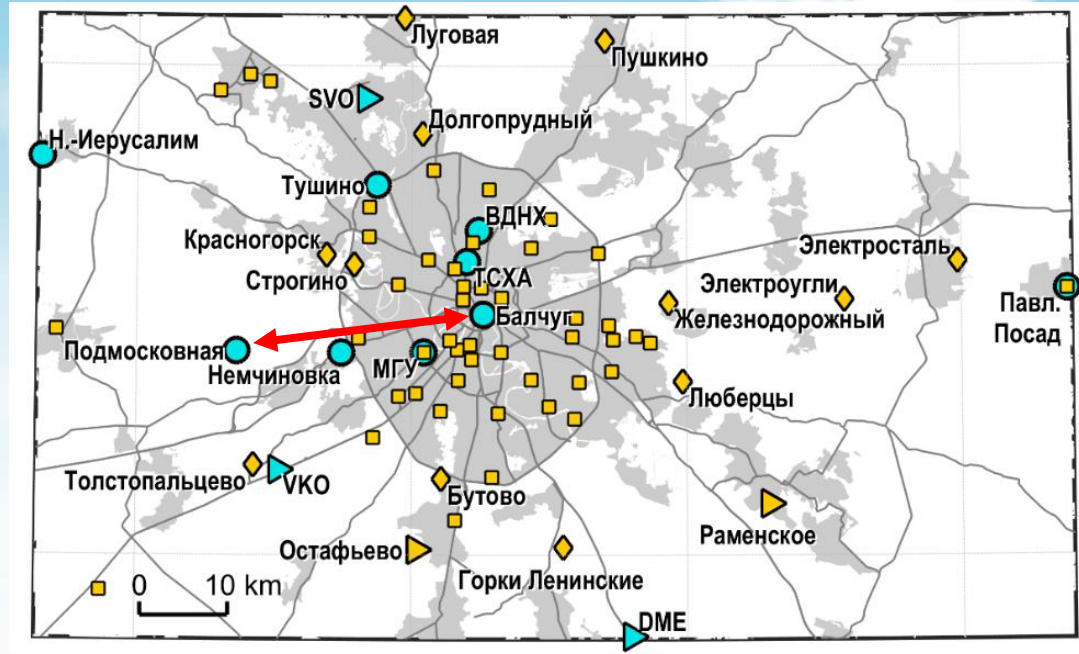 Луговая
Пушкино
SVO
Долгопрудный
Н.-Иерусалим
Тушино
ВДНХ
Красногорск
Строгино
ТСХА
Электросталь
Электроугли
Балчуг
Железнодорожный
Павл.
Посад
Подмосковная
Немчиновка
МГУ
Люберцы
Толстопальцево
VKO
Бутово
Раменское
Остафьево
Горки Ленинские
0 10 km
DME